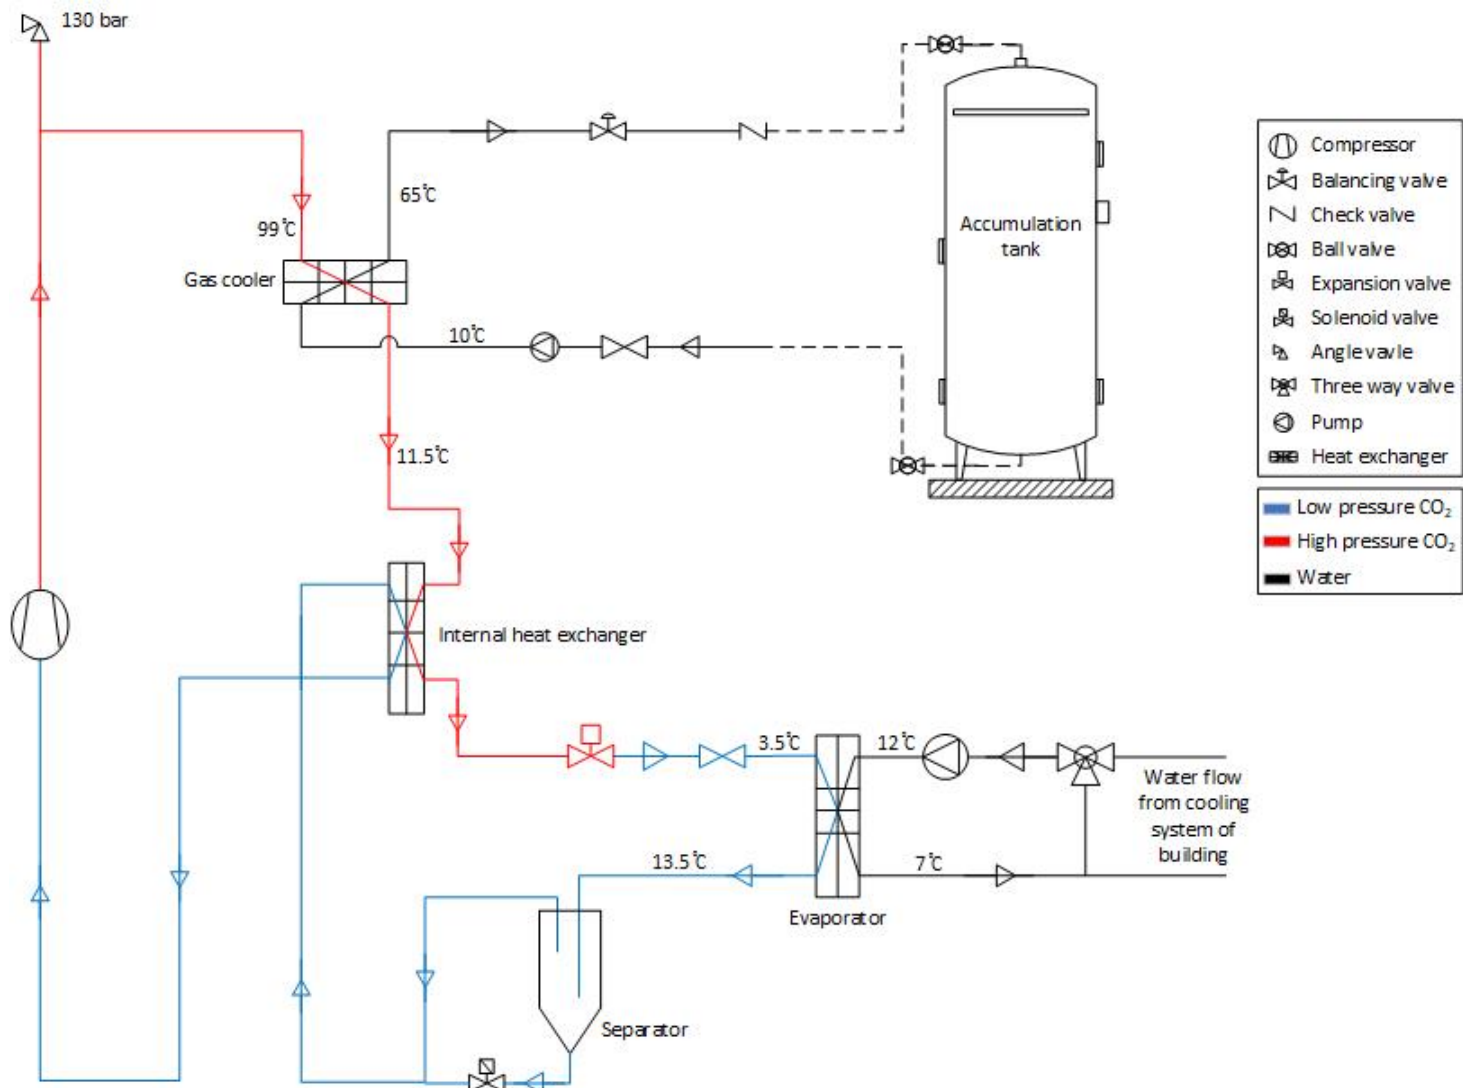 130 bar
65℃
99℃
Gas cooler
10℃
11.5℃
Accumulation
tank
Compressor
Balancing valve
Check valve
Ball valve
Expansion valve
Solenoid valve
Angle vavle
Three way valve
Pump
Heat exchanger
Low pressure CO₂
High pressure CO₂
Water
Internal heat exchanger
3.5℃
12℃
Water flow
from cooling
system of
building
13.5℃
7℃
Evaporator
Separator